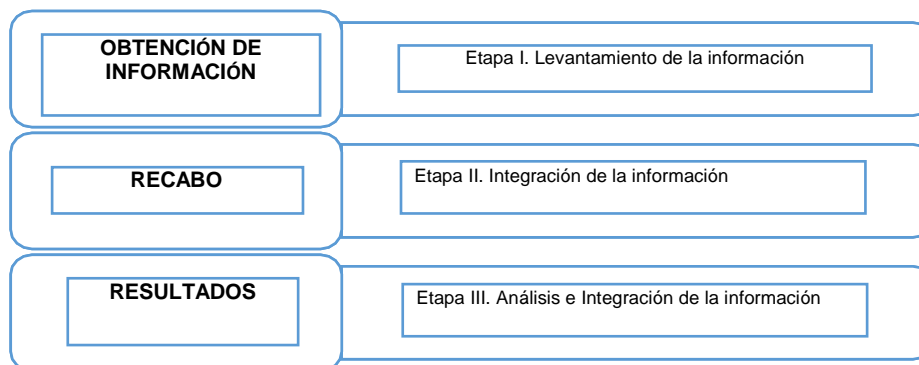 OBTENCIÓN DE
INFORMACIÓN
Etapa I. Levantamiento de la información
RECABO
Etapa II. Integración de la información
RESULTADOS
Etapa III. Análisis e Integración de la información